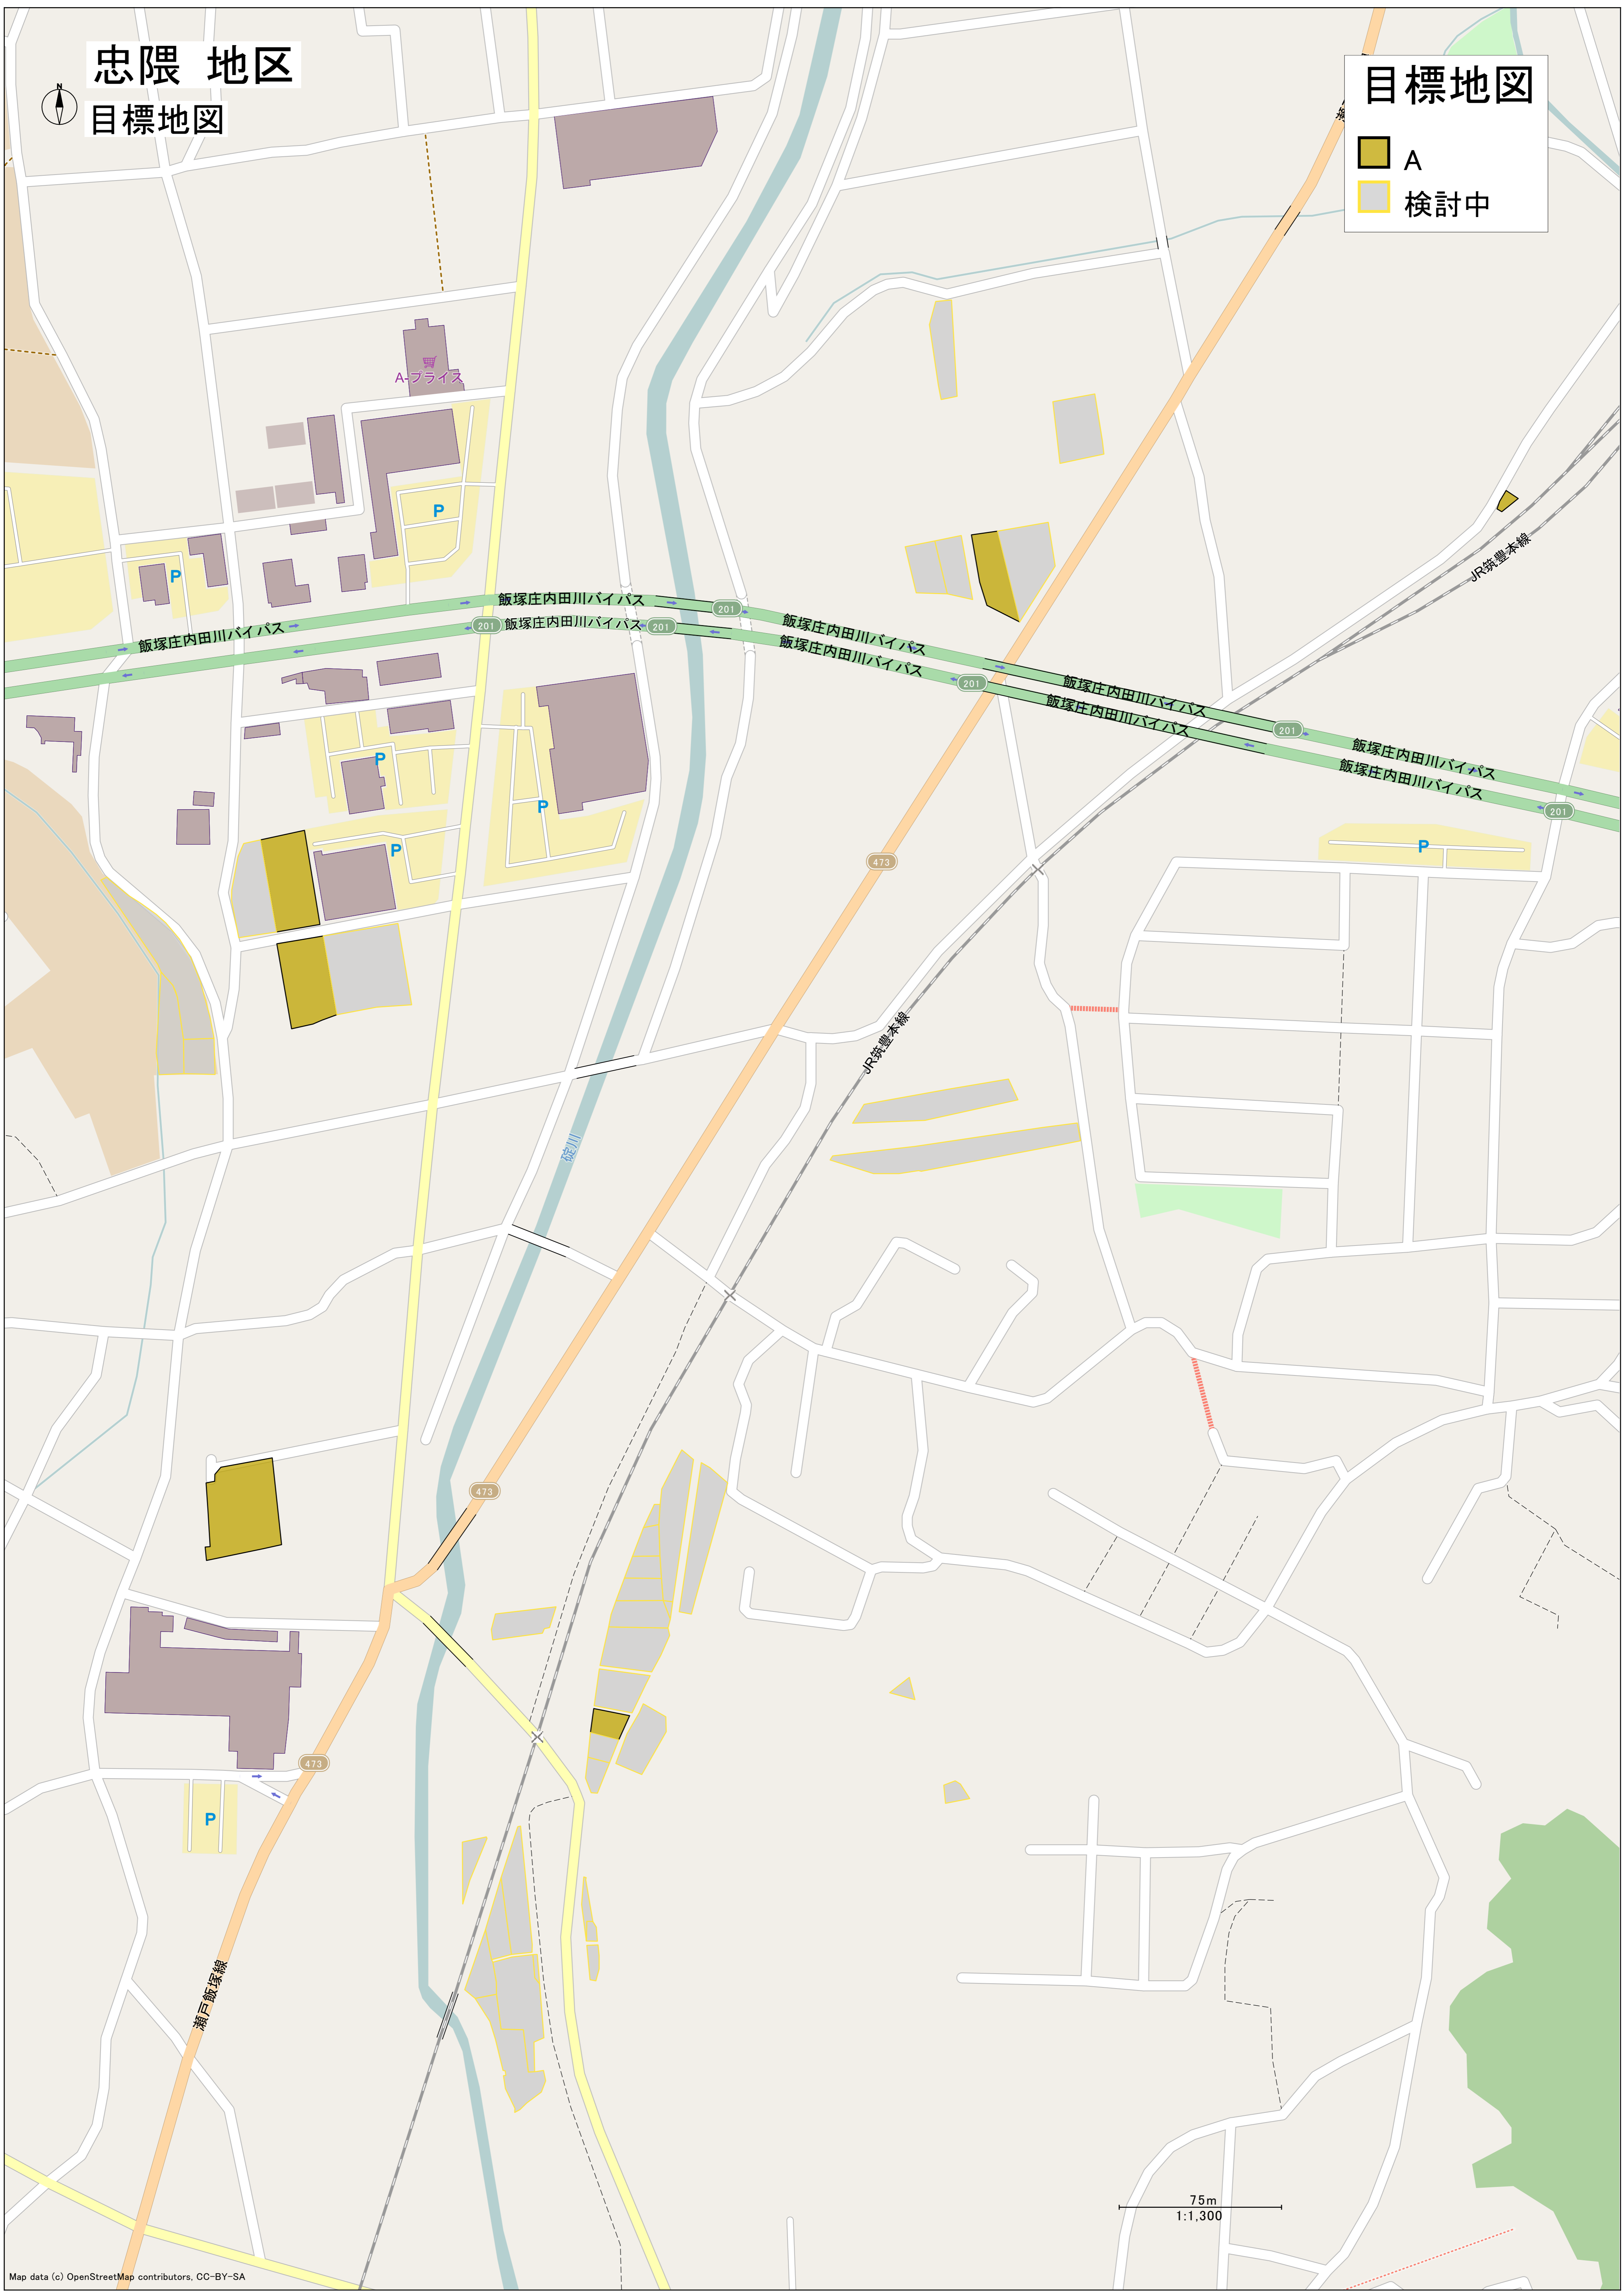 忠隈 地区
目標地図
N
目標地図
A
検討中
瀬
A-プライス
P
P
JR筑豊本線
飯塚庄内田川バイパス
201
飯塚庄内田川バイパス
飯塚庄内田川バイパス
201
201
飯塚庄内田川バイパス
飯塚庄内田川バイパス
201
飯塚庄内田川バイパス
飯塚庄内田川バイパス
201
飯塚庄内田川バイパス
飯塚庄内田川バイパス
201
P
P
P
P
473
JR筑豊本線
碇川
473
473
P
瀬戸飯塚線
75m
1:1,300
Map data (c) OpenStreetMap contributors, CC-BY-SA